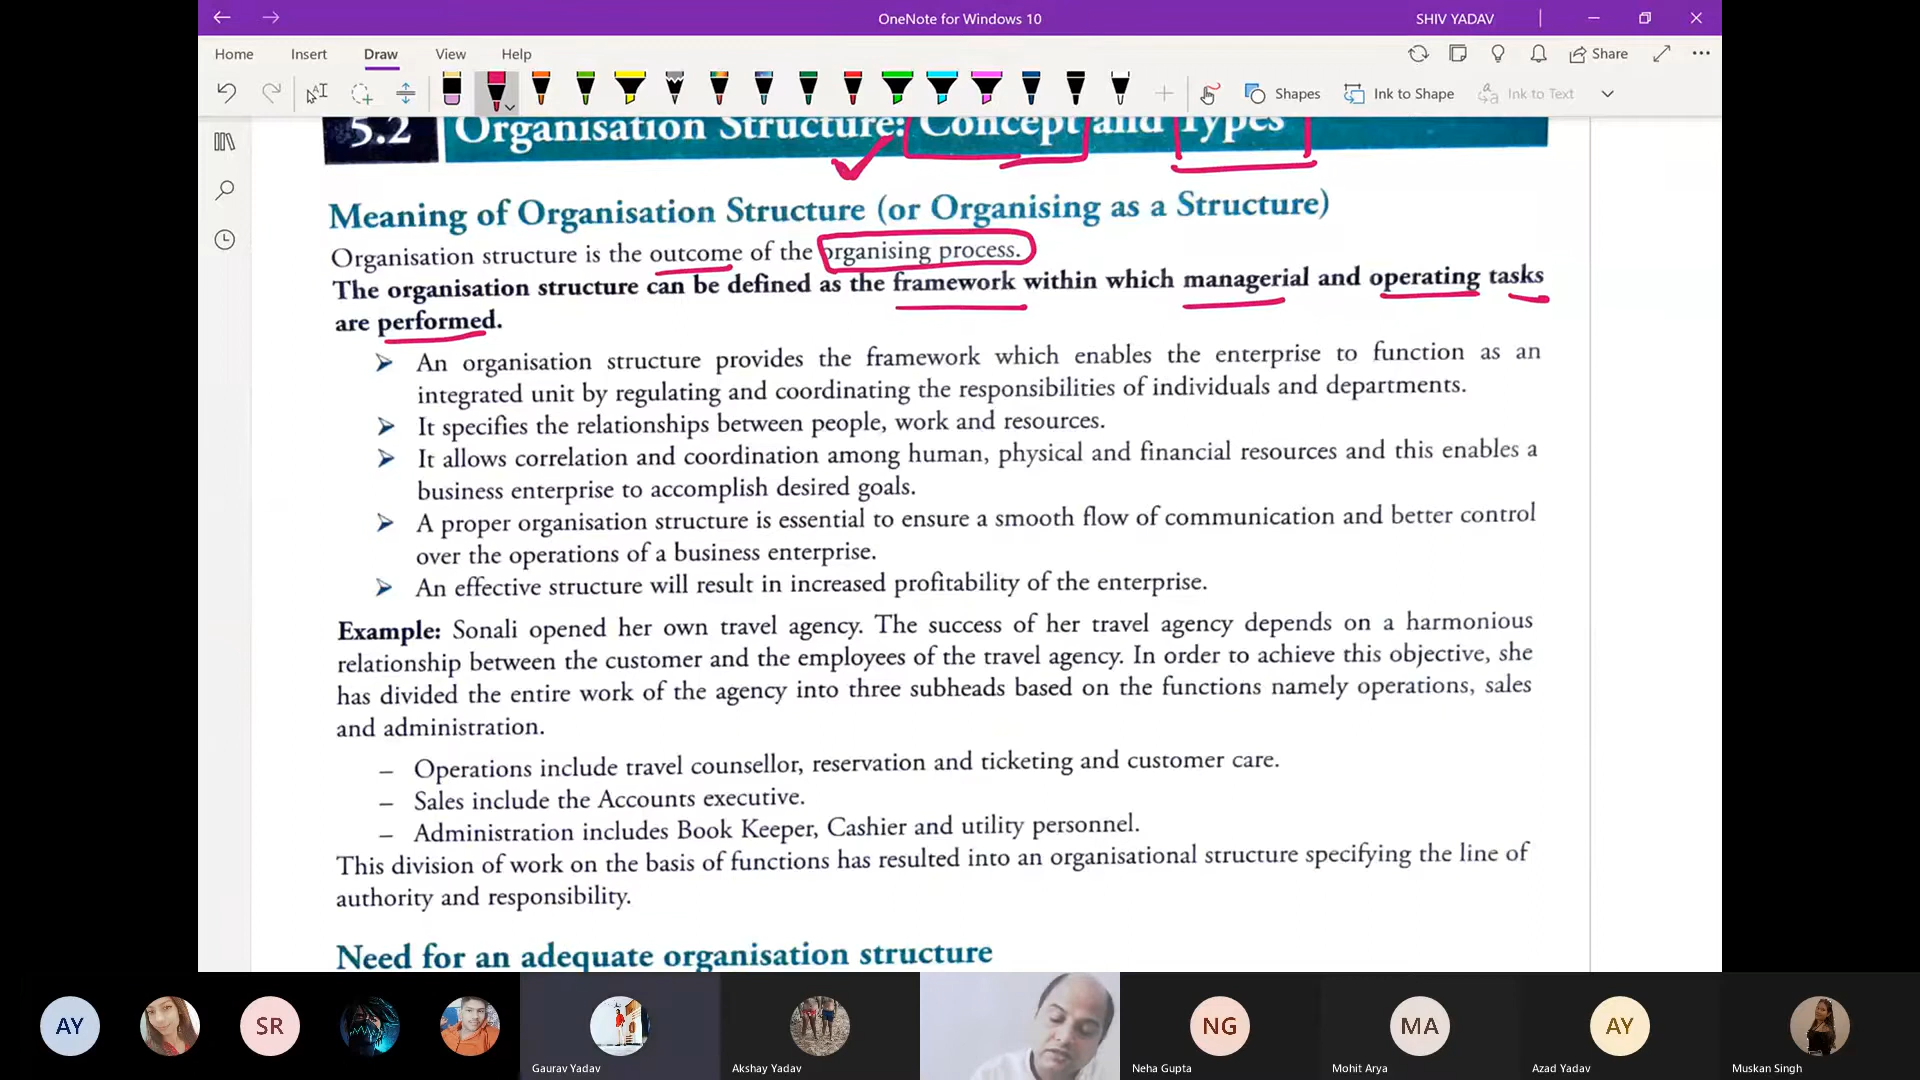 OneNote for Windows 10
SHIV YADAV
Home Insert Draw View Help
Share
Shapes Ink to Shape Ink to Text
5.2 Organisation Structure: Concept and Types
Meaning of Organisation Structure (or Organising as a Structure)
Organisation structure is the outcome of the organising process.
The organisation structure can be defined as the framework within which managerial and operating tasks
are performed.
➢ An organisation structure provides the framework which enables the enterprise to function as an
integrated unit by regulating and coordinating the responsibilities of individuals and departments.
➢ It specifies the relationships between people, work and resources.
➢ It allows correlation and coordination among human, physical and financial resources and this enables a
business enterprise to accomplish desired goals.
➢ A proper organisation structure is essential to ensure a smooth flow of communication and better control
over the operations of a business enterprise.
➢ An effective structure will result in increased profitability of the enterprise.
Example: Sonali opened her own travel agency. The success of her travel agency depends on a harmonious
relationship between the customer and the employees of the travel agency. In order to achieve this objective, she
has divided the entire work of the agency into three subheads based on the functions namely operations, sales
and administration.
– Operations include travel counsellor, reservation and ticketing and customer care.
– Sales include the Accounts executive.
– Administration includes Book Keeper, Cashier and utility personnel.
This division of work on the basis of functions has resulted into an organisational structure specifying the line of
authority and responsibility.
Need for an adequate organisation structure
AY SR NG MA AY
Gaurav Yadav Akshay Yadav Neha Gupta Mohit Arya Azad Yadav Muskan Singh